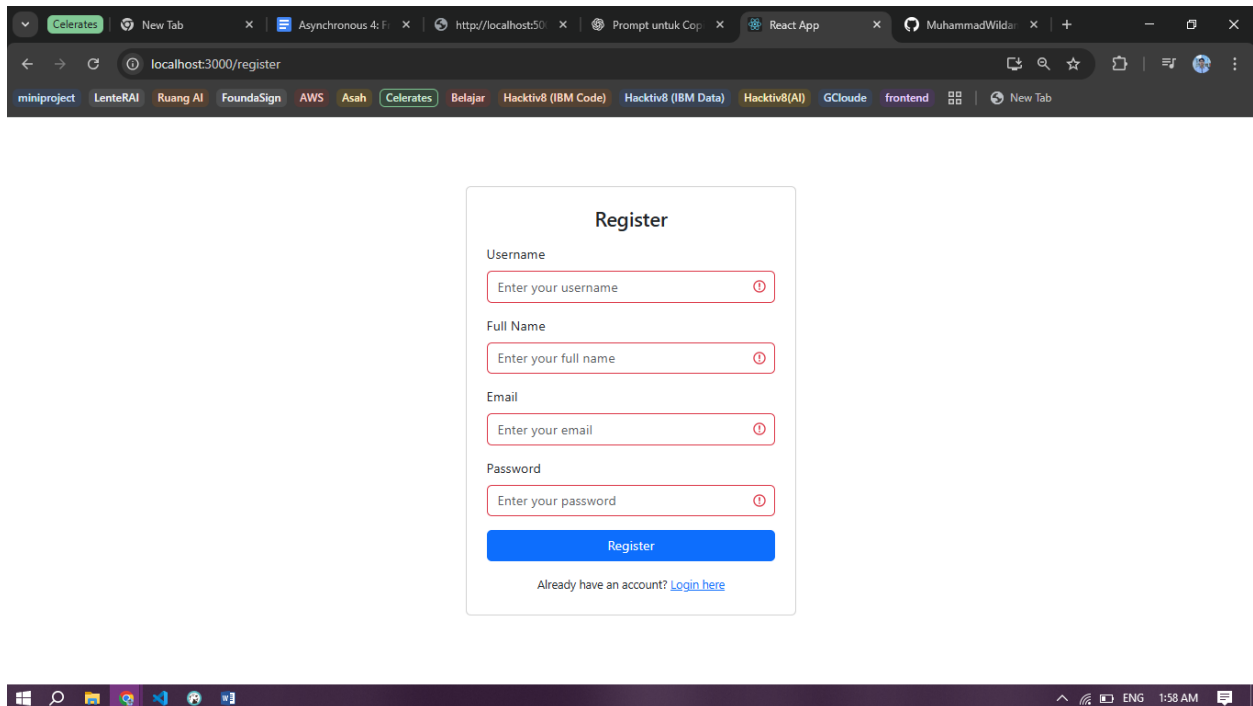 Celerates New Tab Asynchronous 4: Fr http://localhost:500 Prompt untuk Cop React App MuhammadWildan
localhost:3000/register
miniproject LenteRAI Ruang AI FoundaSign AWS Asah Celerates Belajar Hacktiv8 (IBM Code) Hacktiv8 (IBM Data) Hacktiv8(AI) GCloude frontend New Tab
Register
Username
Enter your username
Full Name
Enter your full name
Email
Enter your email
Password
Enter your password
Register
Already have an account? Login here
ENG 1:58 AM